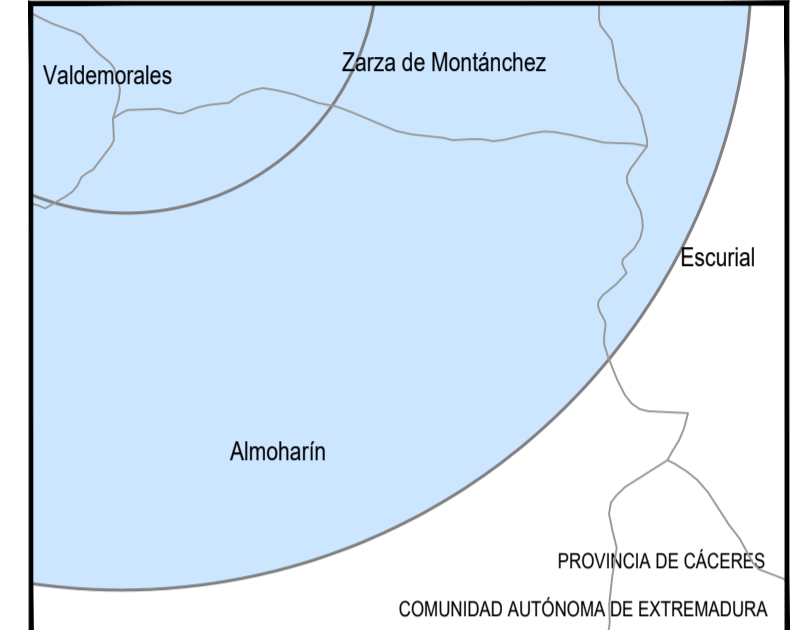 Zarza de Montánchez
Valdemorales
Escurial
Almoharín
PROVINCIA DE CÁCERES
COMUNIDAD AUTÓNOMA DE EXTREMADURA